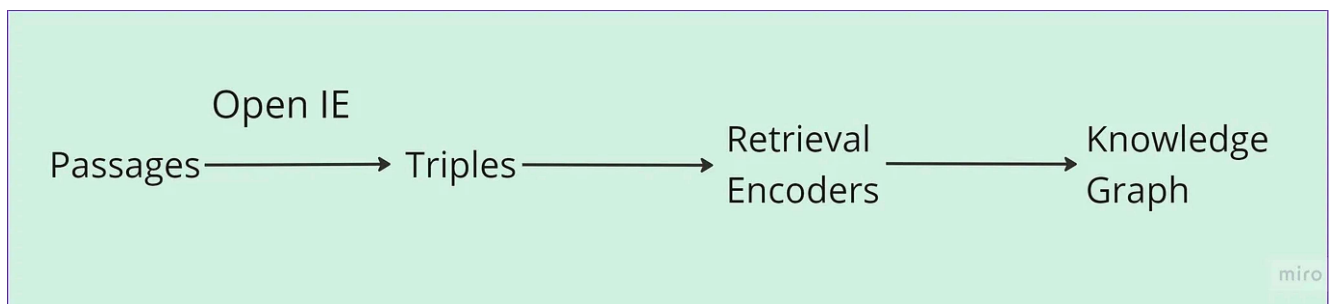 Open IE
Passages
Triples
Retrieval
Encoders
Knowledge
Graph
miro